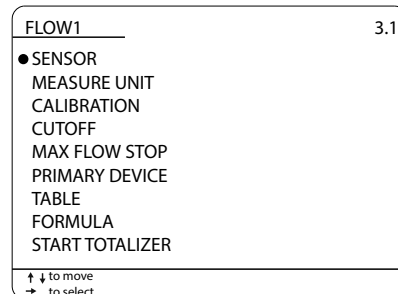 FLOW1 3.1
● SENSOR
MEASURE UNIT
CALIBRATION
CUTOFF
MAX FLOW STOP
PRIMARY DEVICE
TABLE
FORMULA
START TOTALIZER
↑ ↓ to move
→ to select